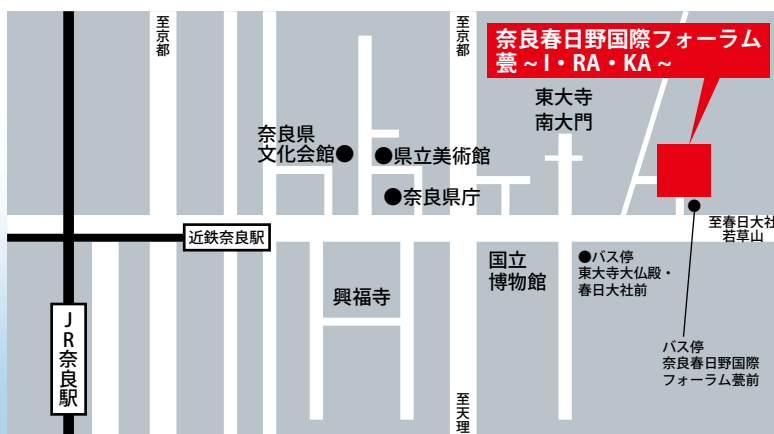 至京都
至京都
奈良春日野国際フォーラム
甍 ~ I・RA・KA ~
東大寺
南大門
奈良県
文化会館●
●県立美術館
●奈良県庁
至春日大社
若草山
近鉄奈良駅
国立
博物館
●バス停
東大寺大仏殿・
春日大社前
興福寺
JR奈良駅
バス停
奈良春日野国際
フォーラム甍前
至天理